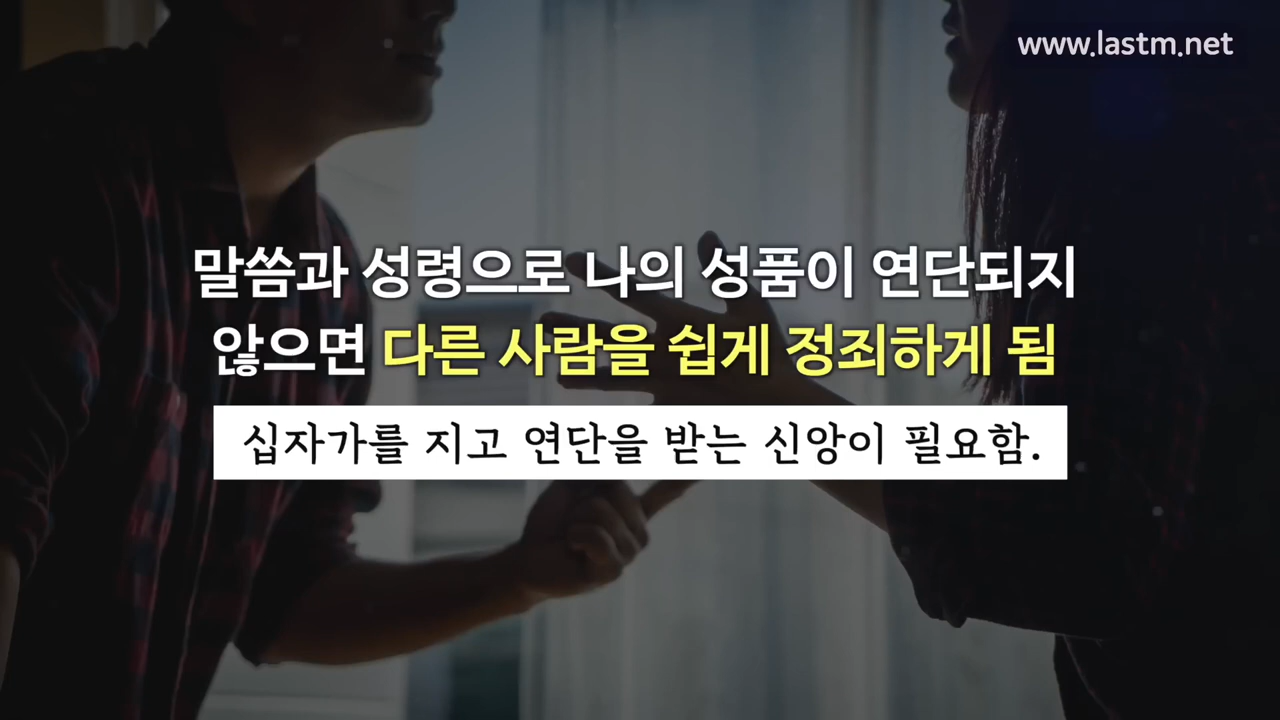 www.lastm.net
말씀과 성령으로 나의 성품이 연단되지
않으면 다른 사람을 쉽게 정죄하게 됨
십자가를 지고 연단을 받는 신앙이 필요함.